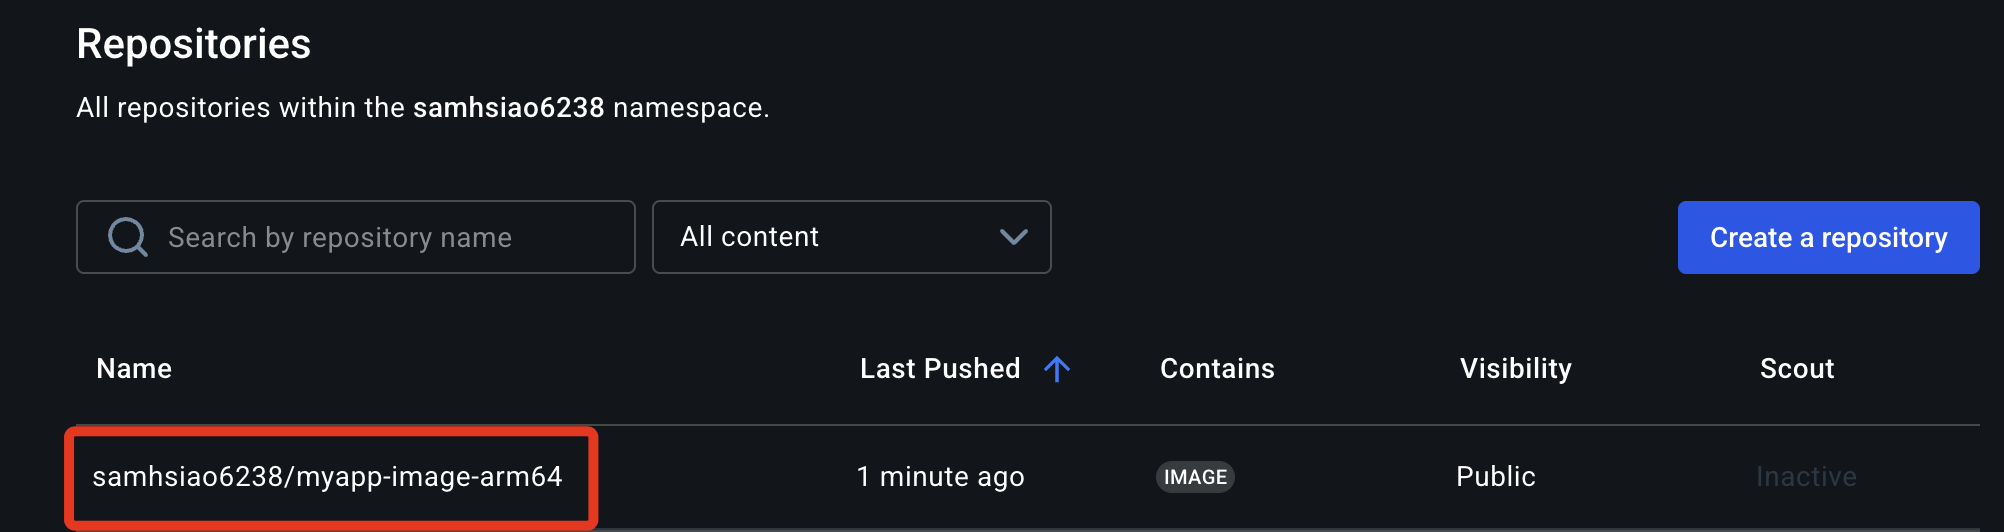 Repositories
All repositories within the samhsiao6238 namespace.
Search by repository name
All content
Create a repository
Name Last Pushed Contains Visibility Scout
samhsiao6238/myapp-image-arm64 1 minute ago IMAGE Public Inactive